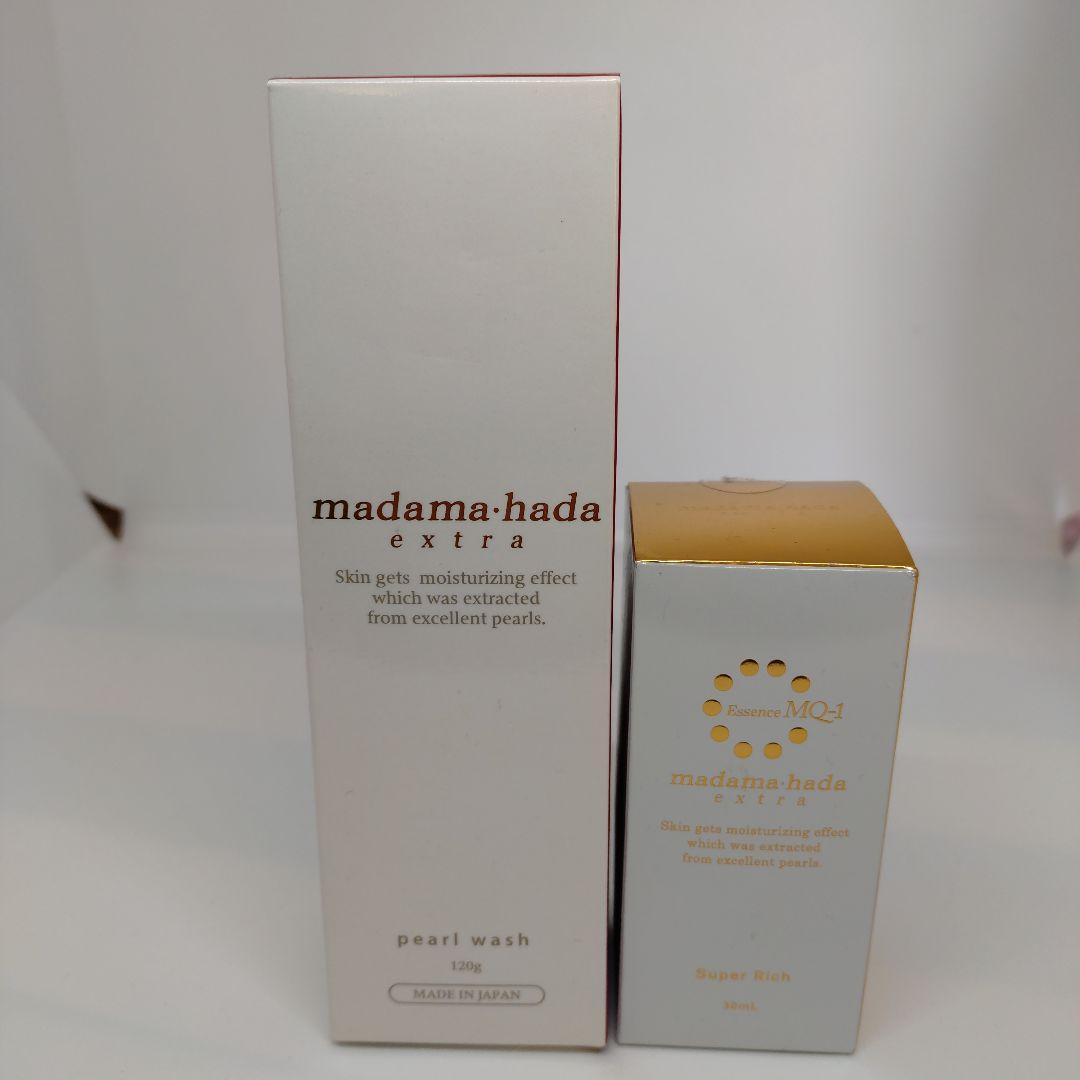 madama·hada
extra
Skin gets moisturizing effect
which was extracted
from excellent pearls.
pearl wash
120g
MADE IN JAPAN
madama·hada
Essence MQ-1
madama·hada
extra
Skin gets moisturizing effect
which was extracted
from excellent pearls.
Super Rich
30mL